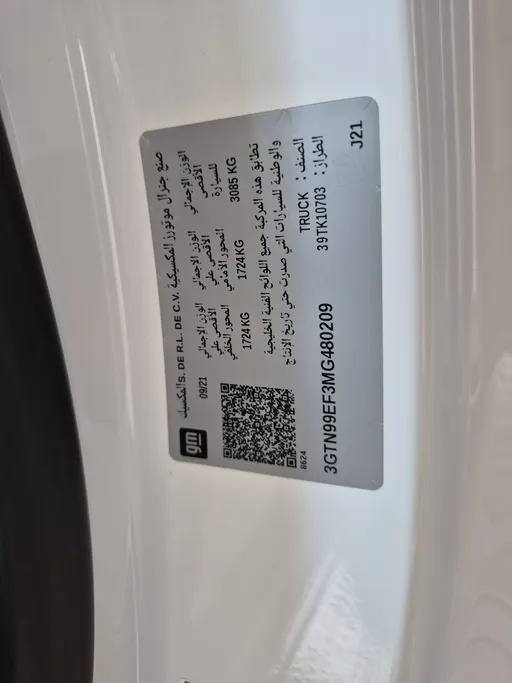 gm
صنع جنرال موتورز المكسيكية S. DE R.L. DE C.V. المكسيك
09/21
الوزن الإجمالي الأقصى للسيارة
3085 KG
الوزن الإجمالي الأقصى على المحور الأمامي
1724 KG
الوزن الإجمالي الأقصى على المحور الخلفي
1724 KG
تطابق هذه المركبة جميع اللوائح الفنية الخليجية
والوطنية للسيارات التي صدرت حتى تاريخ الإنتاج
الصنف : TRUCK
الطراز: 39TK10703
8624
3GTN99EF3MG480209
J21